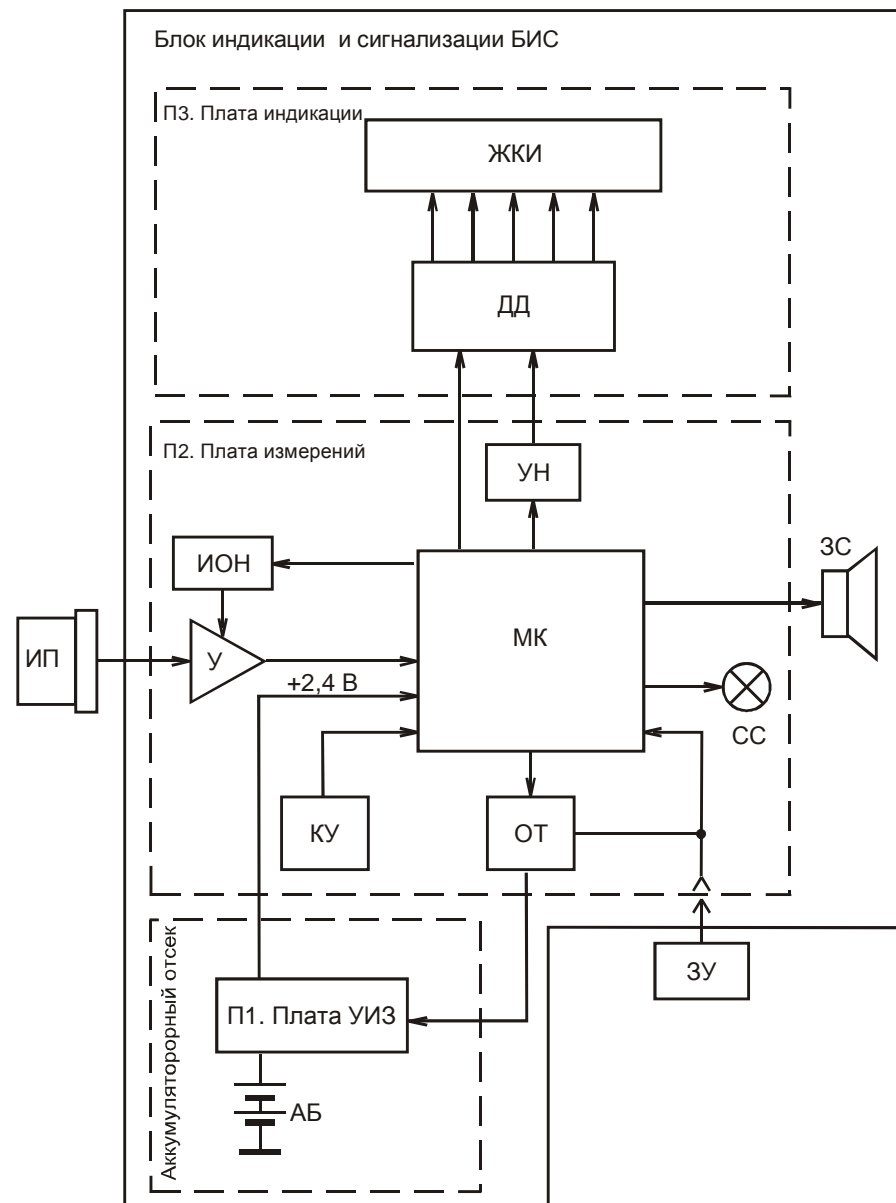 Блок индикации и сигнализации БИС
П3. Плата индикации
ЖКИ
ДД
П2. Плата измерений
УН
ИОН
ЗС
ИП
У
МК
+2,4 В
СС
КУ
ОТ
ЗУ
Аккумуляторорный отсек
П1. Плата УИЗ
АБ